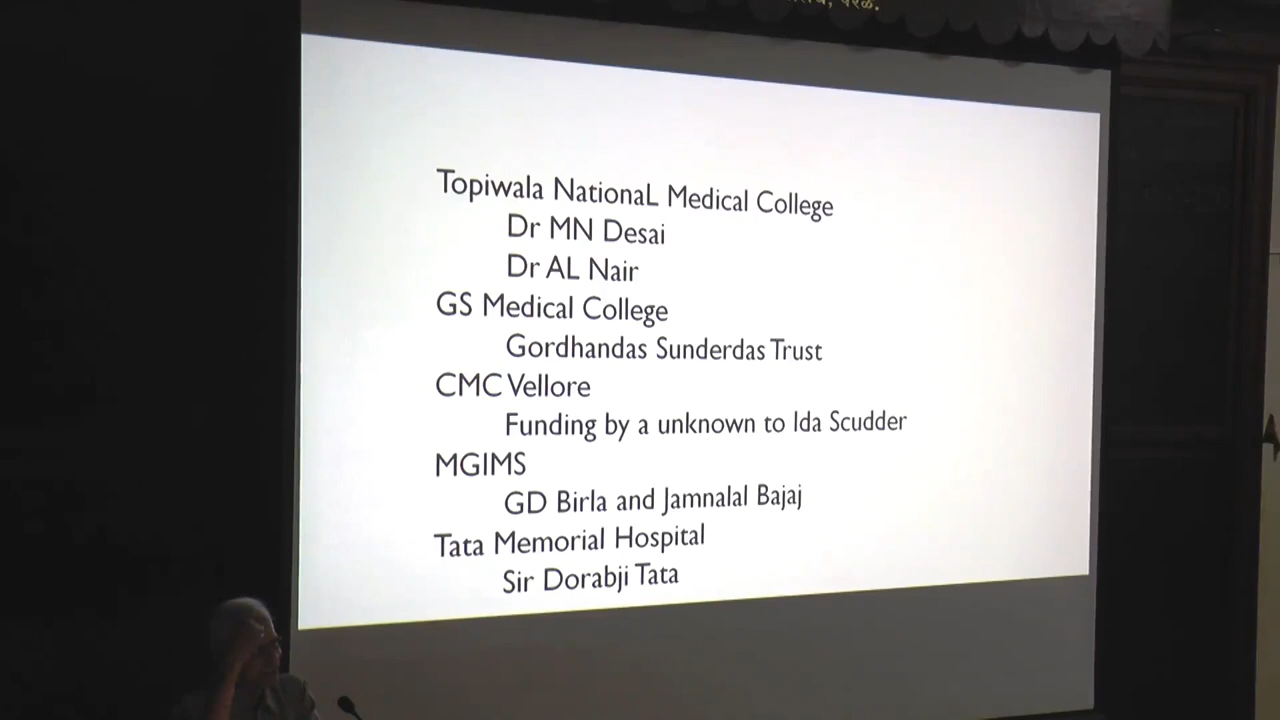 परळ.
Topiwala NationaL Medical College
Dr MN Desai
Dr AL Nair
GS Medical College
Gordhandas Sunderdas Trust
CMC Vellore
Funding by a unknown to Ida Scudder
MGIMS
GD Birla and Jamnalal Bajaj
Tata Memorial Hospital
Sir Dorabji Tata